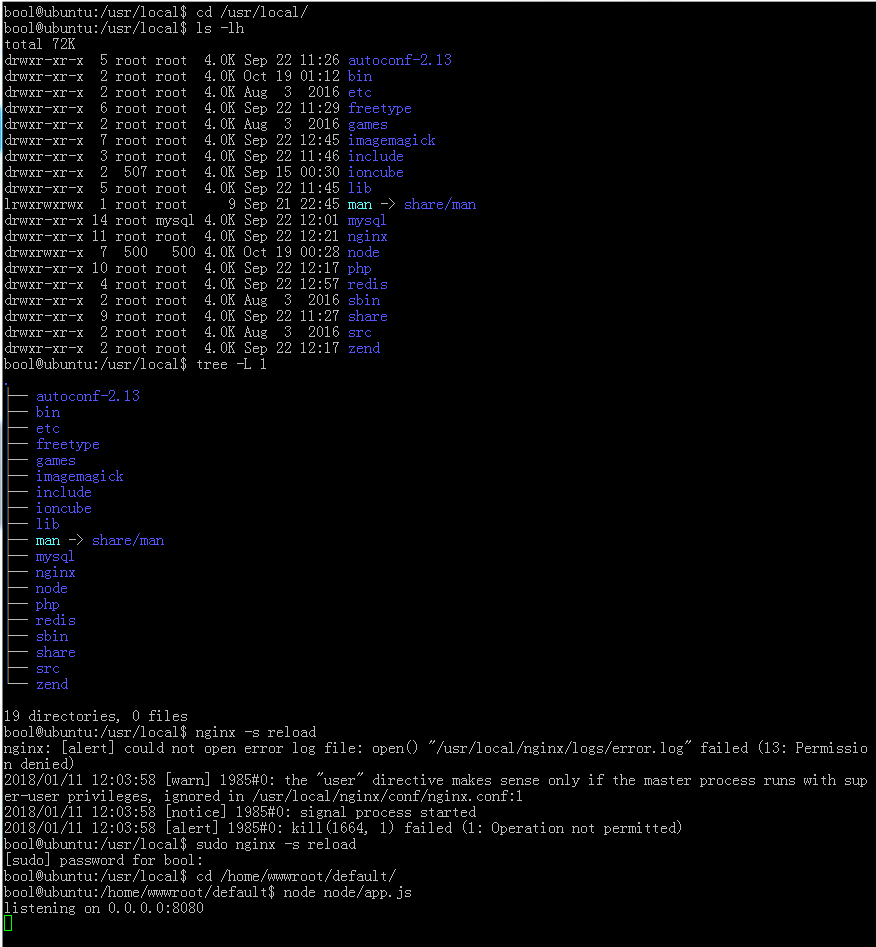 bool@ubuntu:/usr/local$ cd /usr/local/
bool@ubuntu:/usr/local$ ls -lh
total 72K
drwxr-xr-x  5 root root  4.0K Sep 22 11:26 autoconf-2.13
drwxr-xr-x  2 root root  4.0K Oct 19 01:12 bin
drwxr-xr-x  2 root root  4.0K Aug  3  2016 etc
drwxr-xr-x  6 root root  4.0K Sep 22 11:29 freetype
drwxr-xr-x  2 root root  4.0K Aug  3  2016 games
drwxr-xr-x  7 root root  4.0K Sep 22 12:45 imagemagick
drwxr-xr-x  3 root root  4.0K Sep 22 11:46 include
drwxr-xr-x  2  507 root  4.0K Sep 15 00:30 ioncube
drwxr-xr-x  5 root root  4.0K Sep 22 11:45 lib
lrwxrwxrwx  1 root root     9 Sep 21 22:45 man -> share/man
drwxr-xr-x 14 root mysql 4.0K Sep 22 12:01 mysql
drwxr-xr-x 11 root root  4.0K Sep 22 12:21 nginx
drwxrwxr-x  7  500   500 4.0K Oct 19 00:28 node
drwxr-xr-x 10 root root  4.0K Sep 22 12:17 php
drwxr-xr-x  4 root root  4.0K Sep 22 12:57 redis
drwxr-xr-x  2 root root  4.0K Aug  3  2016 sbin
drwxr-xr-x  9 root root  4.0K Sep 22 11:27 share
drwxr-xr-x  2 root root  4.0K Aug  3  2016 src
drwxr-xr-x  2 root root  4.0K Sep 22 12:17 zend
bool@ubuntu:/usr/local$ tree -L 1
.
├── autoconf-2.13
├── bin
├── etc
├── freetype
├── games
├── imagemagick
├── include
├── ioncube
├── lib
├── man -> share/man
├── mysql
├── nginx
├── node
├── php
├── redis
├── sbin
├── share
├── src
└── zend
19 directories, 0 files
bool@ubuntu:/usr/local$ nginx -s reload
nginx: [alert] could not open error log file: open() "/usr/local/nginx/logs/error.log" failed (13: Permissio
n denied)
2018/01/11 12:03:58 [warn] 1985#0: the "user" directive makes sense only if the master process runs with sup
er-user privileges, ignored in /usr/local/nginx/conf/nginx.conf:1
2018/01/11 12:03:58 [notice] 1985#0: signal process started
2018/01/11 12:03:58 [alert] 1985#0: kill(1664, 1) failed (1: Operation not permitted)
bool@ubuntu:/usr/local$ sudo nginx -s reload
[sudo] password for bool:
bool@ubuntu:/usr/local$ cd /home/wwwroot/default/
bool@ubuntu:/home/wwwroot/default$ node node/app.js
listening on 0.0.0.0:8080